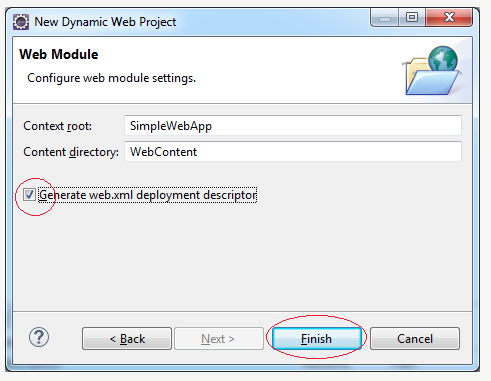 New Dynamic Web Project
Web Module
Configure web module settings.
Context root: SimpleWebApp
Content directory: WebContent
Generate web.xml deployment descriptor
? < Back Next > Finish Cancel